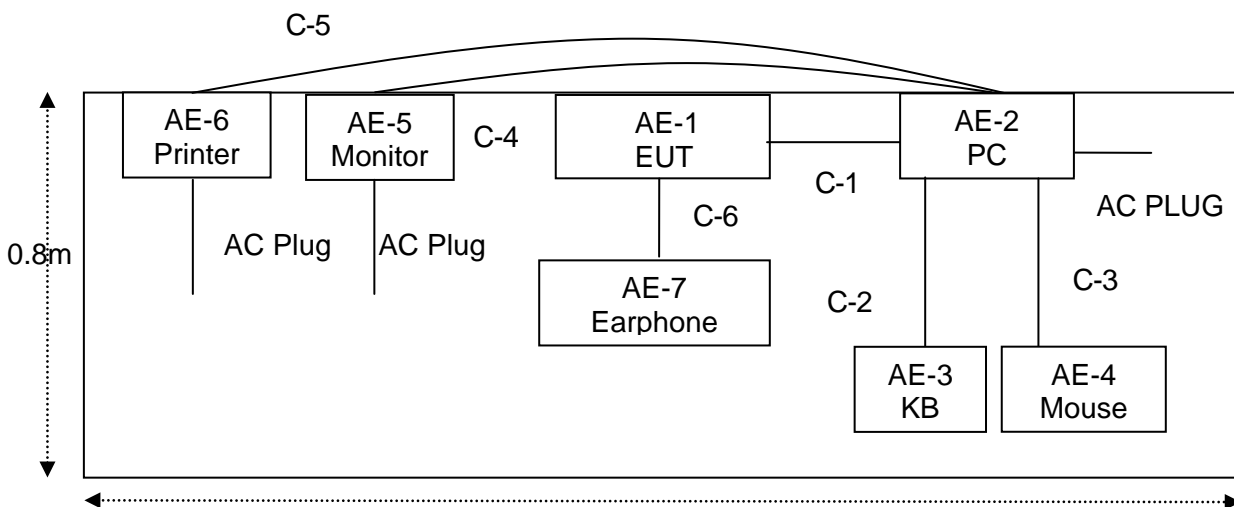 C-5
AE-6
Printer
AE-5
Monitor
C-4
AE-1
EUT
AE-2
PC
C-1
AC PLUG
C-6
0.8m
AC Plug
AC Plug
AE-7
Earphone
C-2
C-3
AE-3
KB
AE-4
Mouse